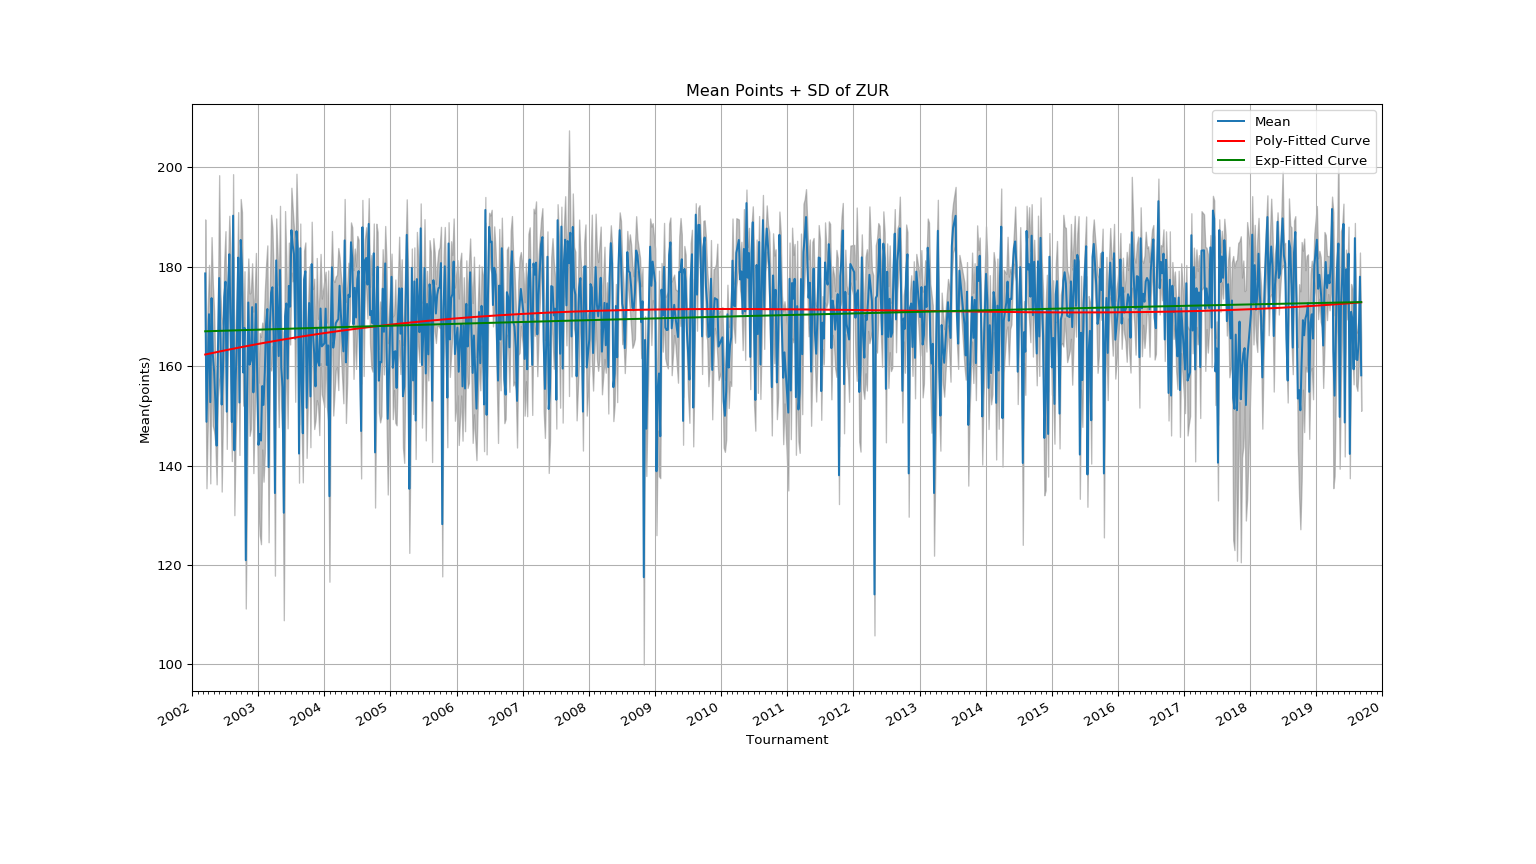 Mean Points + SD of ZUR
Mean
Poly-Fitted Curve
Exp-Fitted Curve
Mean(points)
200
180
160
140
120
100
2002 2003 2004 2005 2006 2007 2008 2009 2010 2011 2012 2013 2014 2015 2016 2017 2018 2019 2020
Tournament